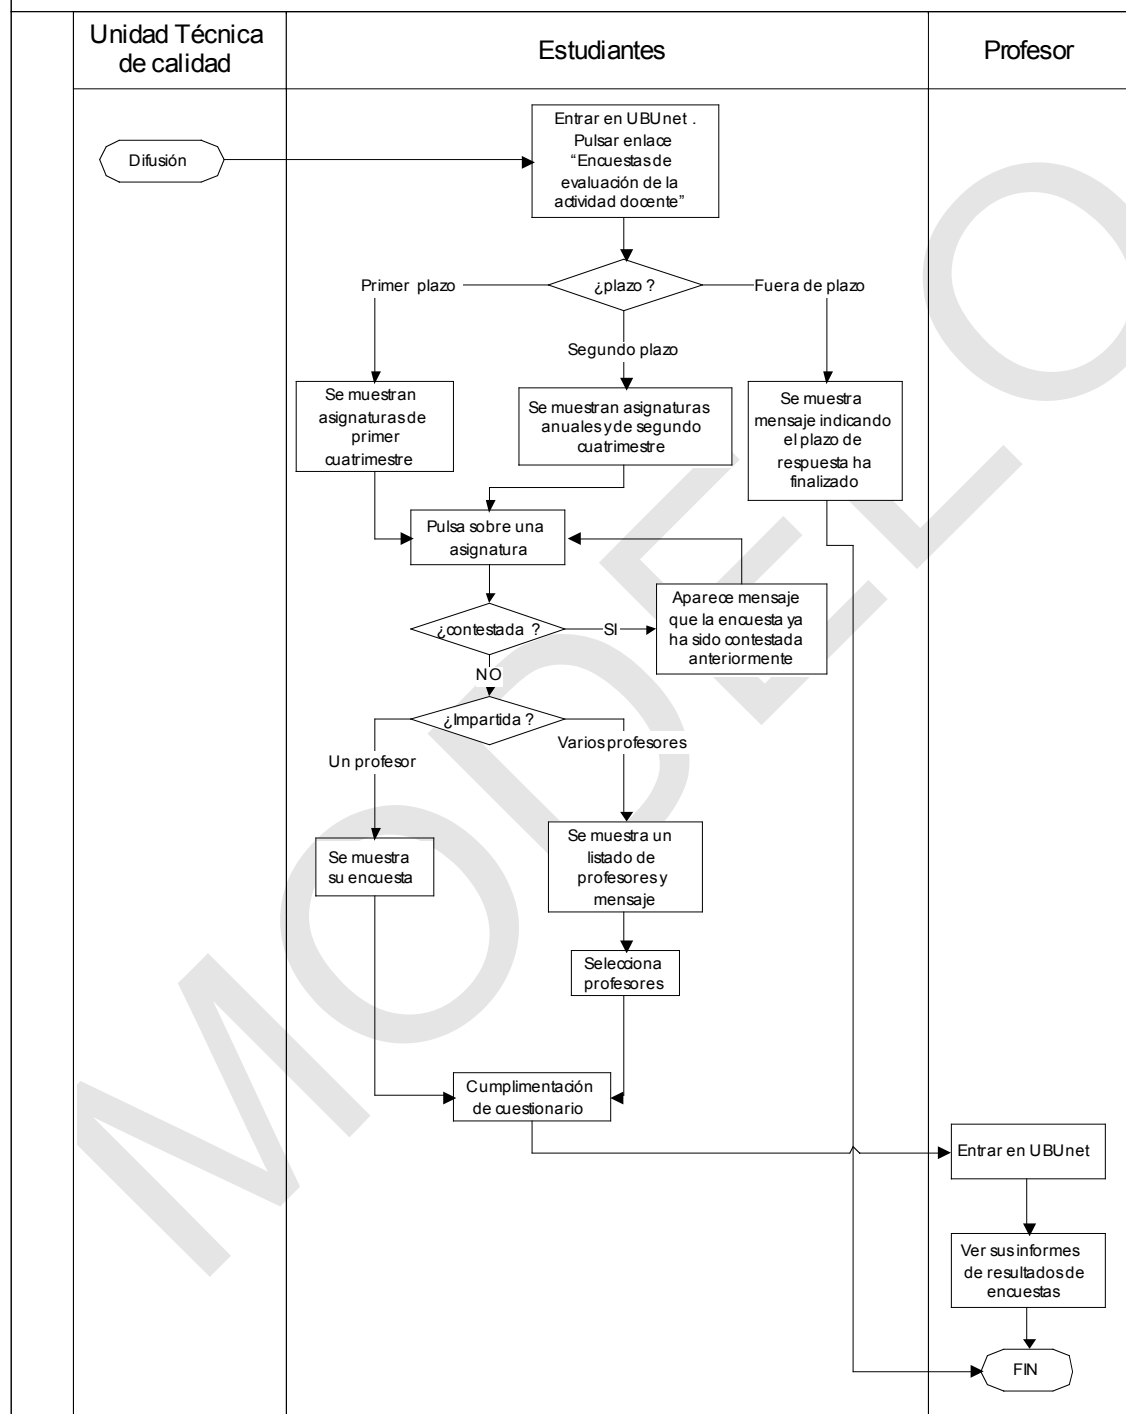 Unidad Técnica
de calidad
Estudiantes
Profesor
Difusión
Entrar en UBUnet .
Pulsar enlace
“Encuestas de
evaluación de la
actividad docente”
¿plazo ?
Primer plazo
Fuera de plazo
Segundo plazo
Se muestran
asignaturas de
primer
cuatrimestre
Se muestran asignaturas
anuales y de segundo
cuatrimestre
Se muestra
mensaje indicando
el plazo de
respuesta ha
finalizado
Pulsa sobre una
asignatura
¿contestada ?
SI
Aparece mensaje
que la encuesta ya
ha sido contestada
anteriormente
NO
¿Impartida ?
Un profesor
Varios profesores
Se muestra
su encuesta
Se muestra un
listado de
profesores y
mensaje
Selecciona
profesores
Cumplimentación
de cuestionario
Entrar en UBUnet
Ver sus informes
de resultados de
encuestas
FIN
MODELO